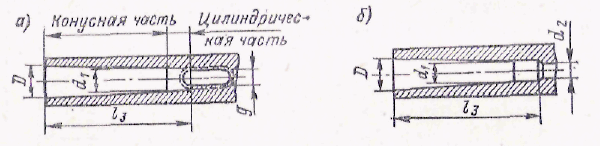 а) Конусная часть Цилиндричес-
кая часть
D
d₁
l₃
g
б)
D
d₁
d₂
l₃